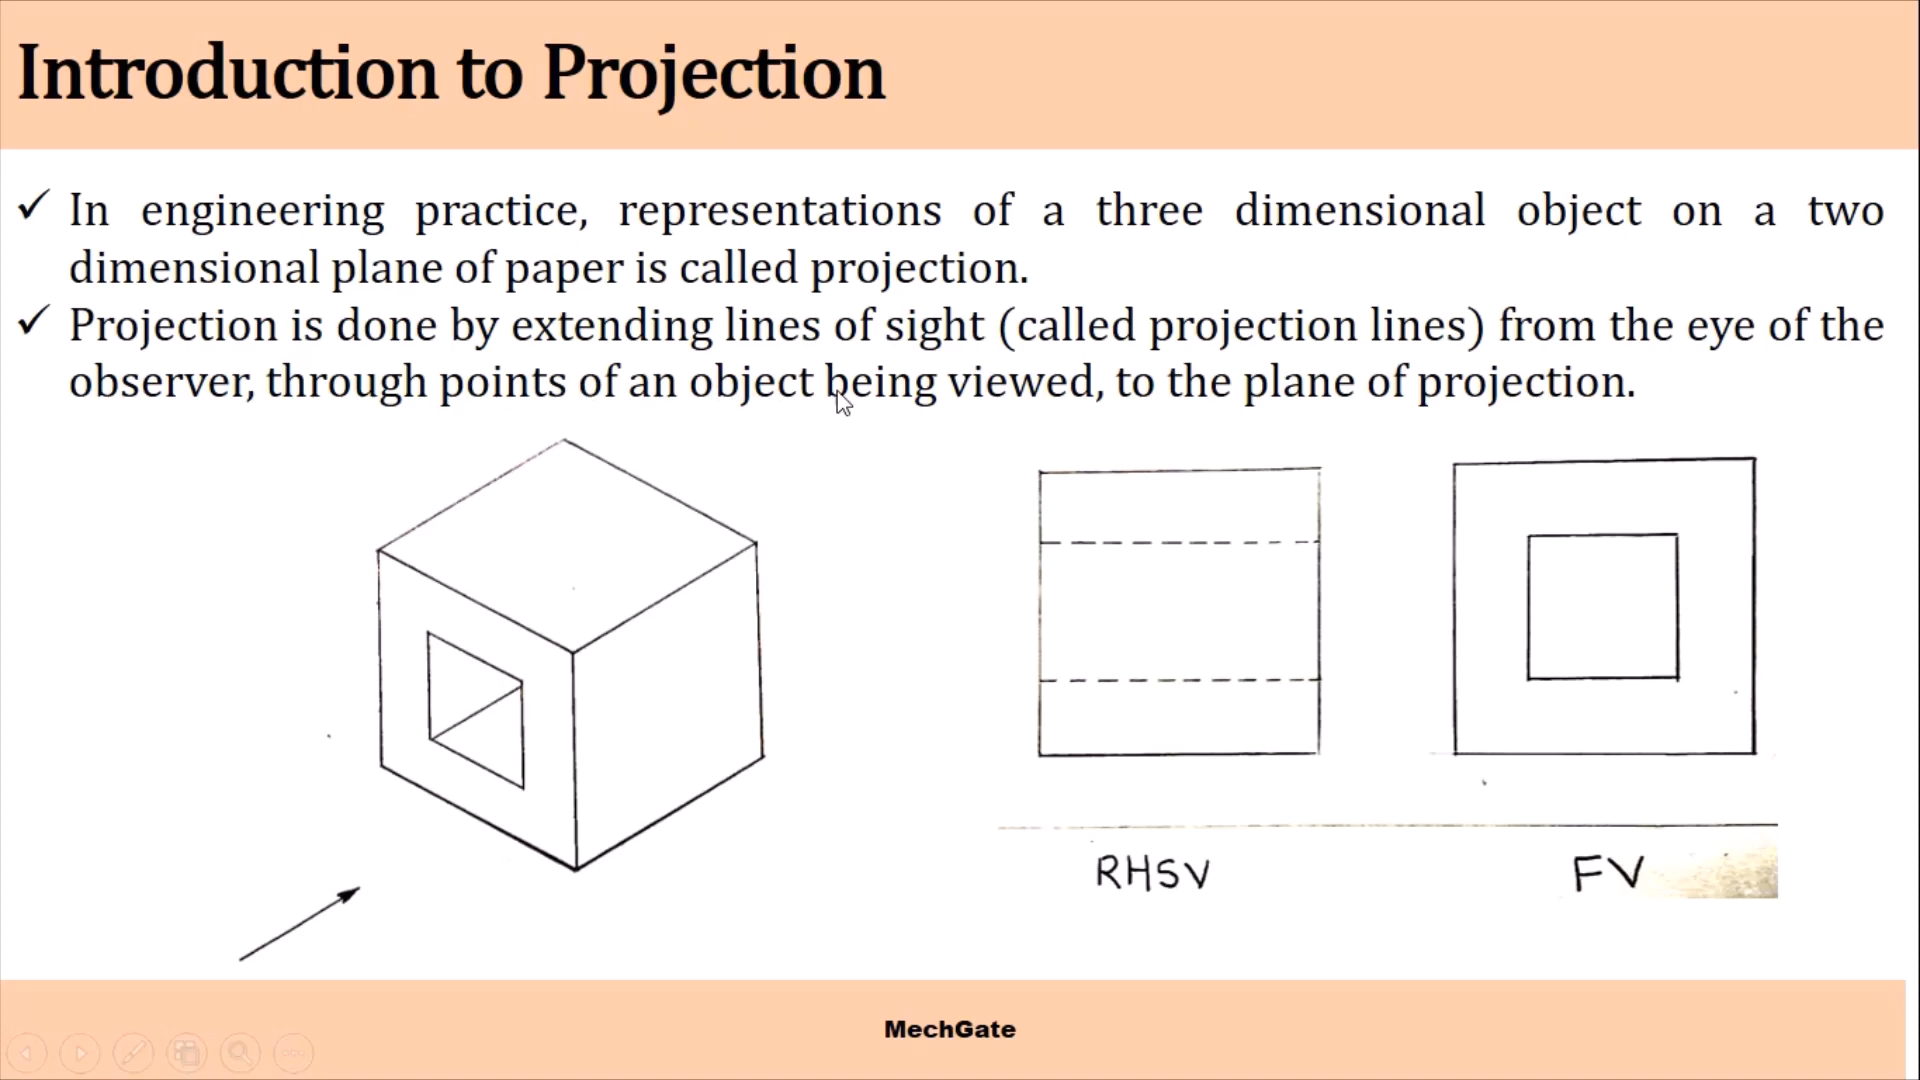 Introduction to Projection
✓ In engineering practice, representations of a three dimensional object on a two
dimensional plane of paper is called projection.
✓ Projection is done by extending lines of sight (called projection lines) from the eye of the
observer, through points of an object being viewed, to the plane of projection.
RHSV
FV
MechGate